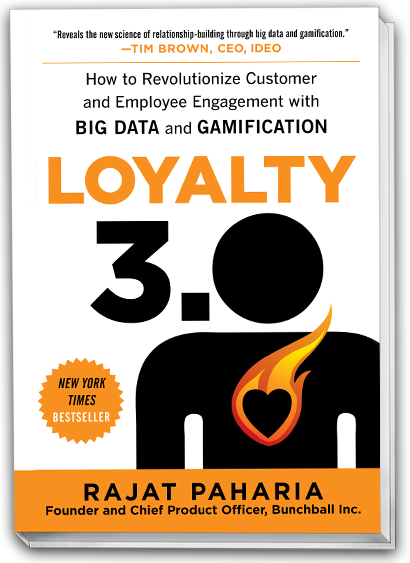 “Reveals the new science of relationship-building through big data and gamification.”
—TIM BROWN, CEO, IDEO
How to Revolutionize Customer
and Employee Engagement with
BIG DATA and GAMIFICATION
LOYALTY
3.0
NEW YORK
TIMES
BESTSELLER
RAJAT PAHARIA
Founder and Chief Product Officer, Bunchball Inc.